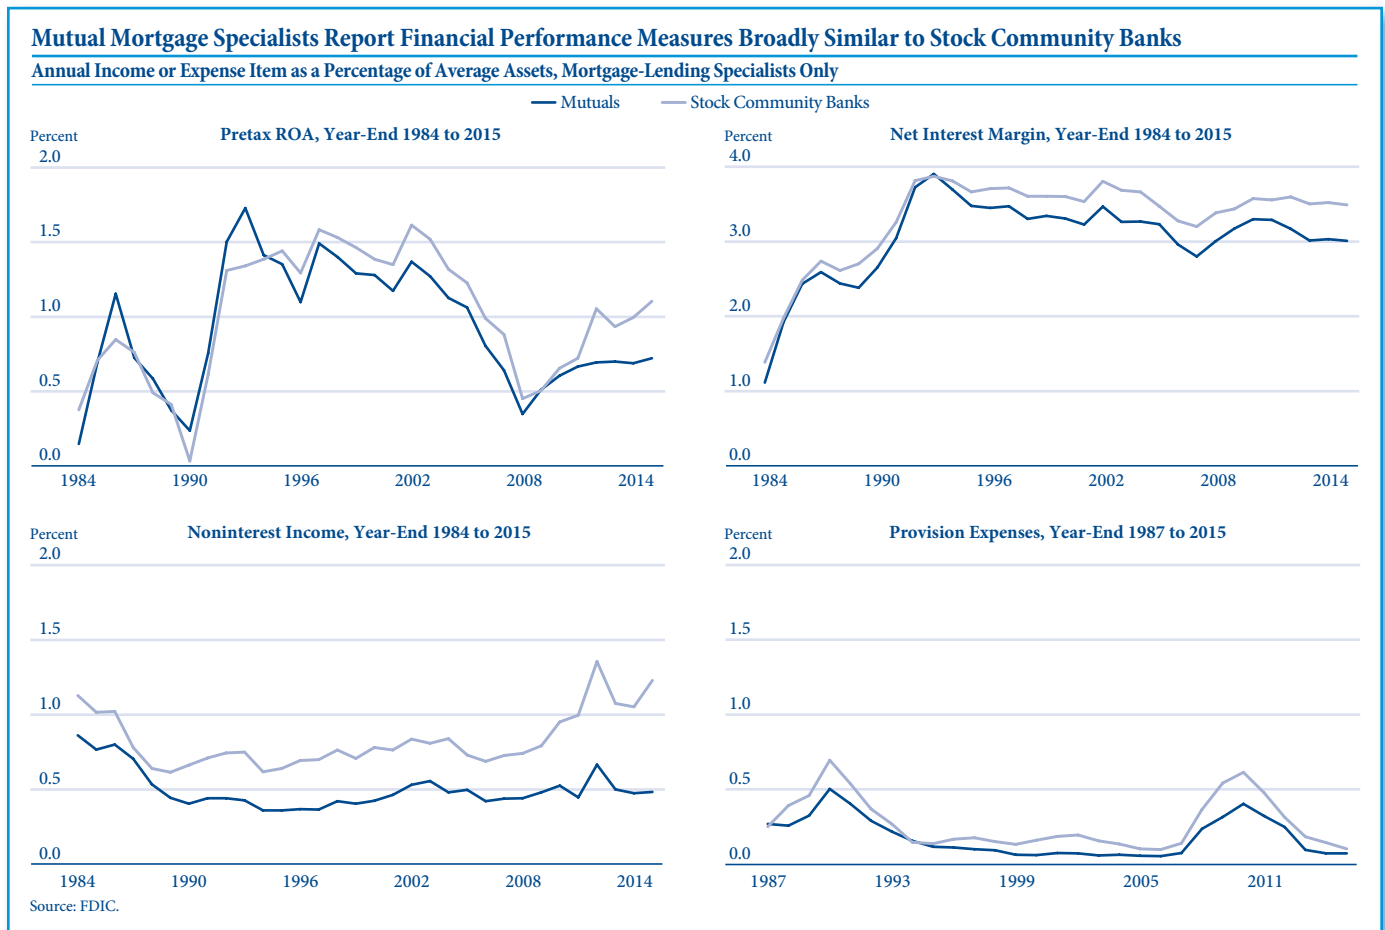 Mutual Mortgage Specialists Report Financial Performance Measures Broadly Similar to Stock Community Banks
Annual Income or Expense Item as a Percentage of Average Assets, Mortgage-Lending Specialists Only
Mutuals Stock Community Banks
Percent Pretax ROA, Year-End 1984 to 2015
2.0
1.5
1.0
0.5
0.0
1984 1990 1996 2002 2008 2014
Percent Net Interest Margin, Year-End 1984 to 2015
4.0
3.0
2.0
1.0
0.0
1984 1990 1996 2002 2008 2014
Percent Noninterest Income, Year-End 1984 to 2015
2.0
1.5
1.0
0.5
0.0
1984 1990 1996 2002 2008 2014
Percent Provision Expenses, Year-End 1987 to 2015
2.0
1.5
1.0
0.5
0.0
1987 1993 1999 2005 2011
Source: FDIC.